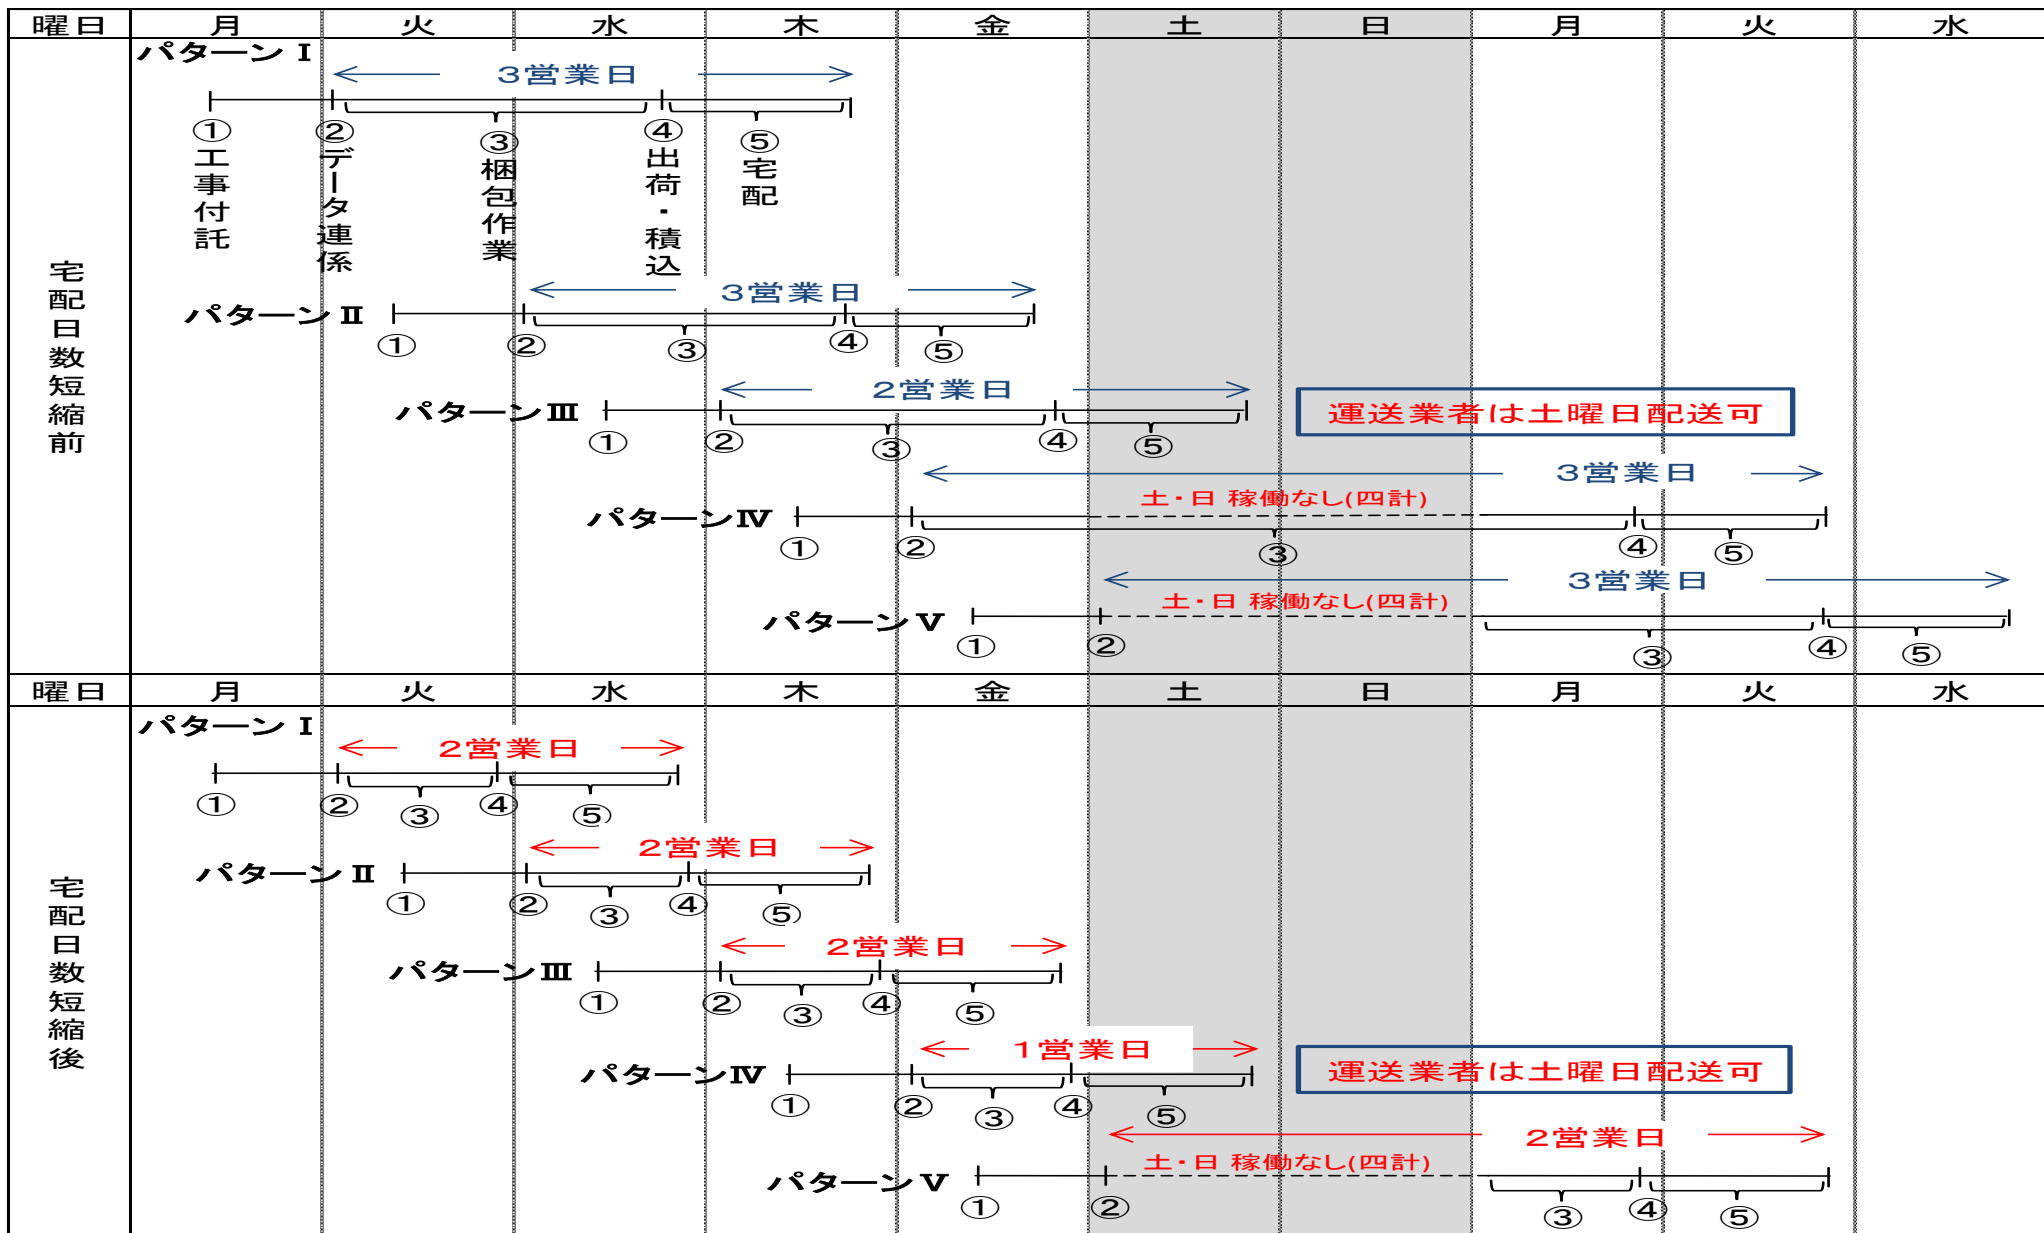 曜日 月 火 水 木 金 土 日 月 火 水
宅配日数短縮前
パターン Ⅰ
3営業日
① ② ③ ④ ⑤
工事付託
データ連係
梱包作業
出荷・積込
宅配
パターン Ⅱ
3営業日
① ② ③ ④ ⑤
パターンⅢ
2営業日
① ② ③ ④ ⑤
運送業者は土曜日配送可
パターンⅣ
3営業日
土・日 稼働なし(四計)
① ② ③ ④ ⑤
パターン Ⅴ
3営業日
土・日 稼働なし(四計)
① ② ③ ④ ⑤
曜日 月 火 水 木 金 土 日 月 火 水
宅配日数短縮後
パターン Ⅰ
2営業日
① ② ③ ④ ⑤
パターン Ⅱ
2営業日
① ② ③ ④ ⑤
パターンⅢ
2営業日
① ② ③ ④ ⑤
パターンⅣ
1営業日
① ② ③ ④ ⑤
運送業者は土曜日配送可
パターン Ⅴ
2営業日
土・日 稼働なし(四計)
① ② ③ ④ ⑤